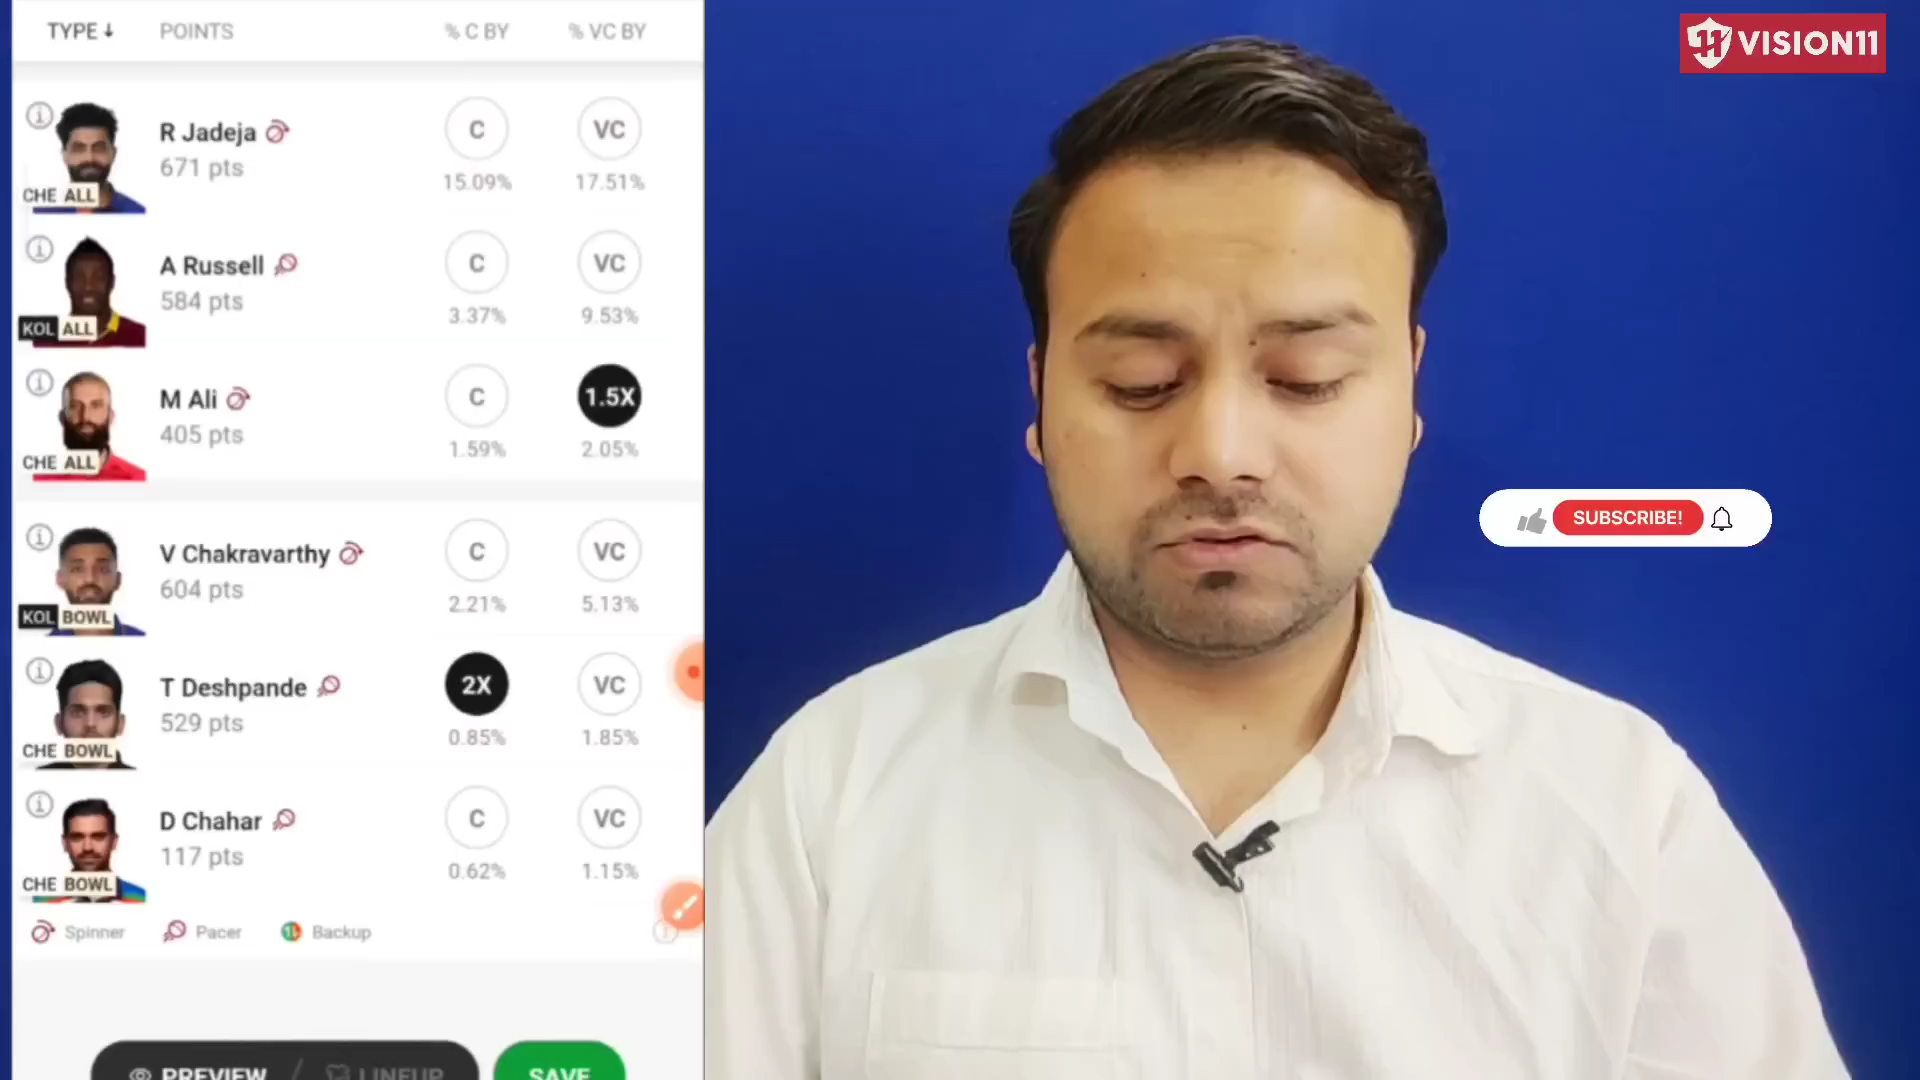 TYPE↓ POINTS % C BY % VC BY
R Jadeja C VC
671 pts
CHE ALL 15.09% 17.51%
A Russell C VC
584 pts
KOL ALL 3.37% 9.53%
M Ali C 1.5X
405 pts
CHE ALL 1.59% 2.05%
V Chakravarthy C VC
604 pts
KOL BOWL 2.21% 5.13%
T Deshpande 2X VC
529 pts
CHE BOWL 0.85% 1.85%
D Chahar C VC
117 pts
CHE BOWL 0.62% 1.15%
Spinner Pacer Backup
PREVIEW / LINEUP SAVE
11 VISION11
SUBSCRIBE!